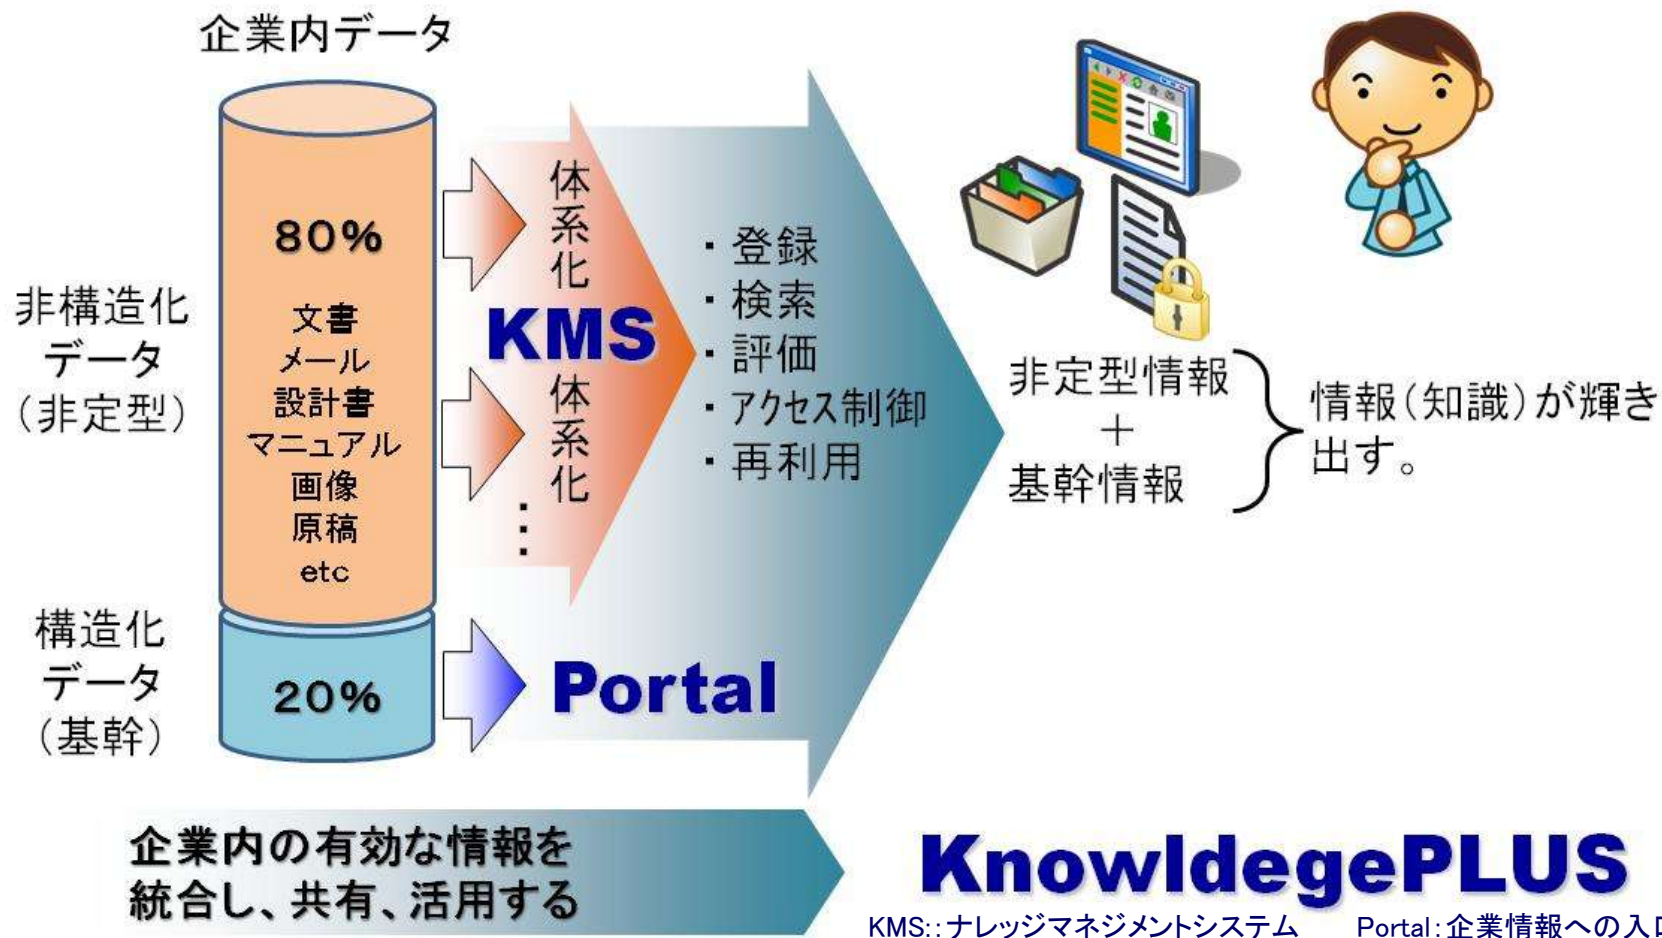 企業内データ
80%
文書
メール
設計書
マニュアル
画像
原稿
etc
非構造化
データ
（非定型）
構造化
データ
（基幹）
20%
体系化
KMS
体系化
・・・
Portal
・登録
・検索
・評価
・アクセス制御
・再利用
非定型情報
＋
基幹情報
情報（知識）が輝き
出す。
企業内の有効な情報を
統合し、共有、活用する
KnowldegePLUS
KMS::ナレッジマネジメントシステム　Portal:企業情報への入口